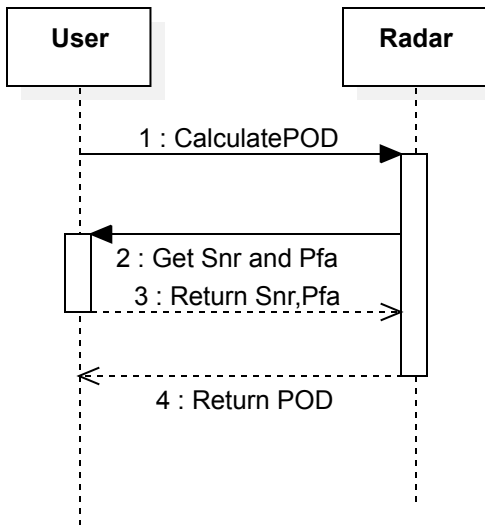 User
Radar
1 : CalculatePOD
2 : Get Snr and Pfa
3 : Return Snr,Pfa
4 : Return POD